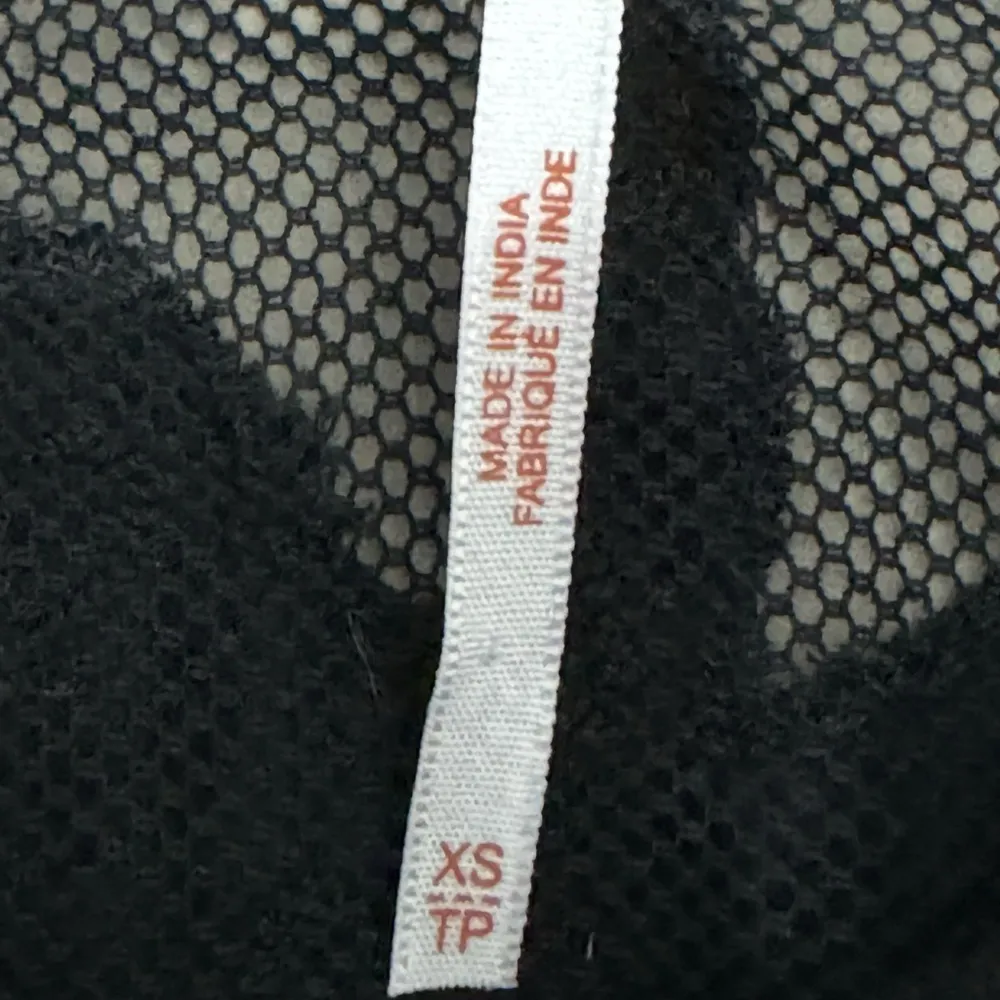 MADE IN INDIA
FABRIQUÉ EN INDE
XS
TP